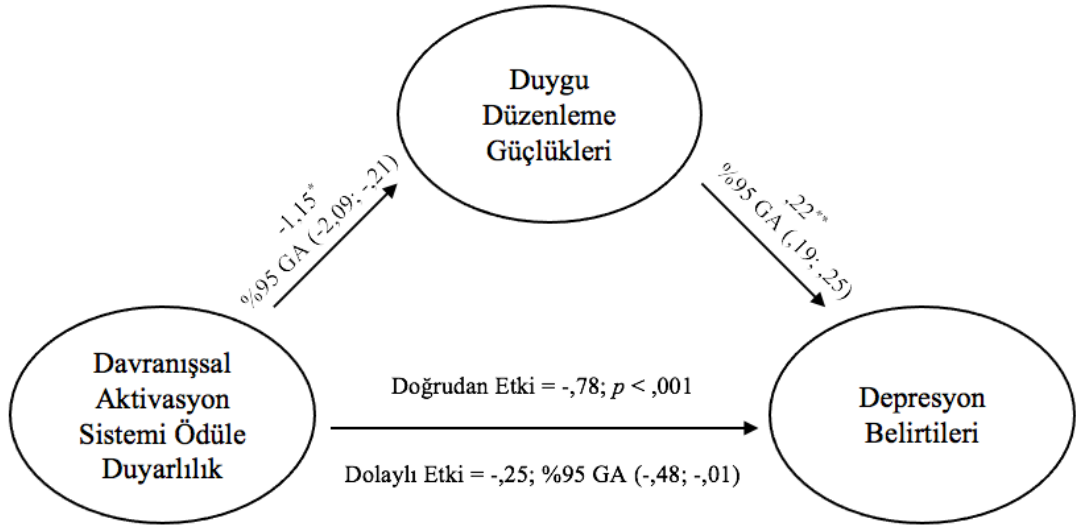 Duygu
Düzenleme
Güçlükleri
-1,15*
%95 GA (-2,09; -,21)
,22**
%95 GA (,19; ,25)
Davranışsal
Aktivasyon
Sistemi Ödüle
Duyarlılık
Doğrudan Etki = -,78; p < ,001
Dolaylı Etki = -,25; %95 GA (-,48; -,01)
Depresyon
Belirtileri